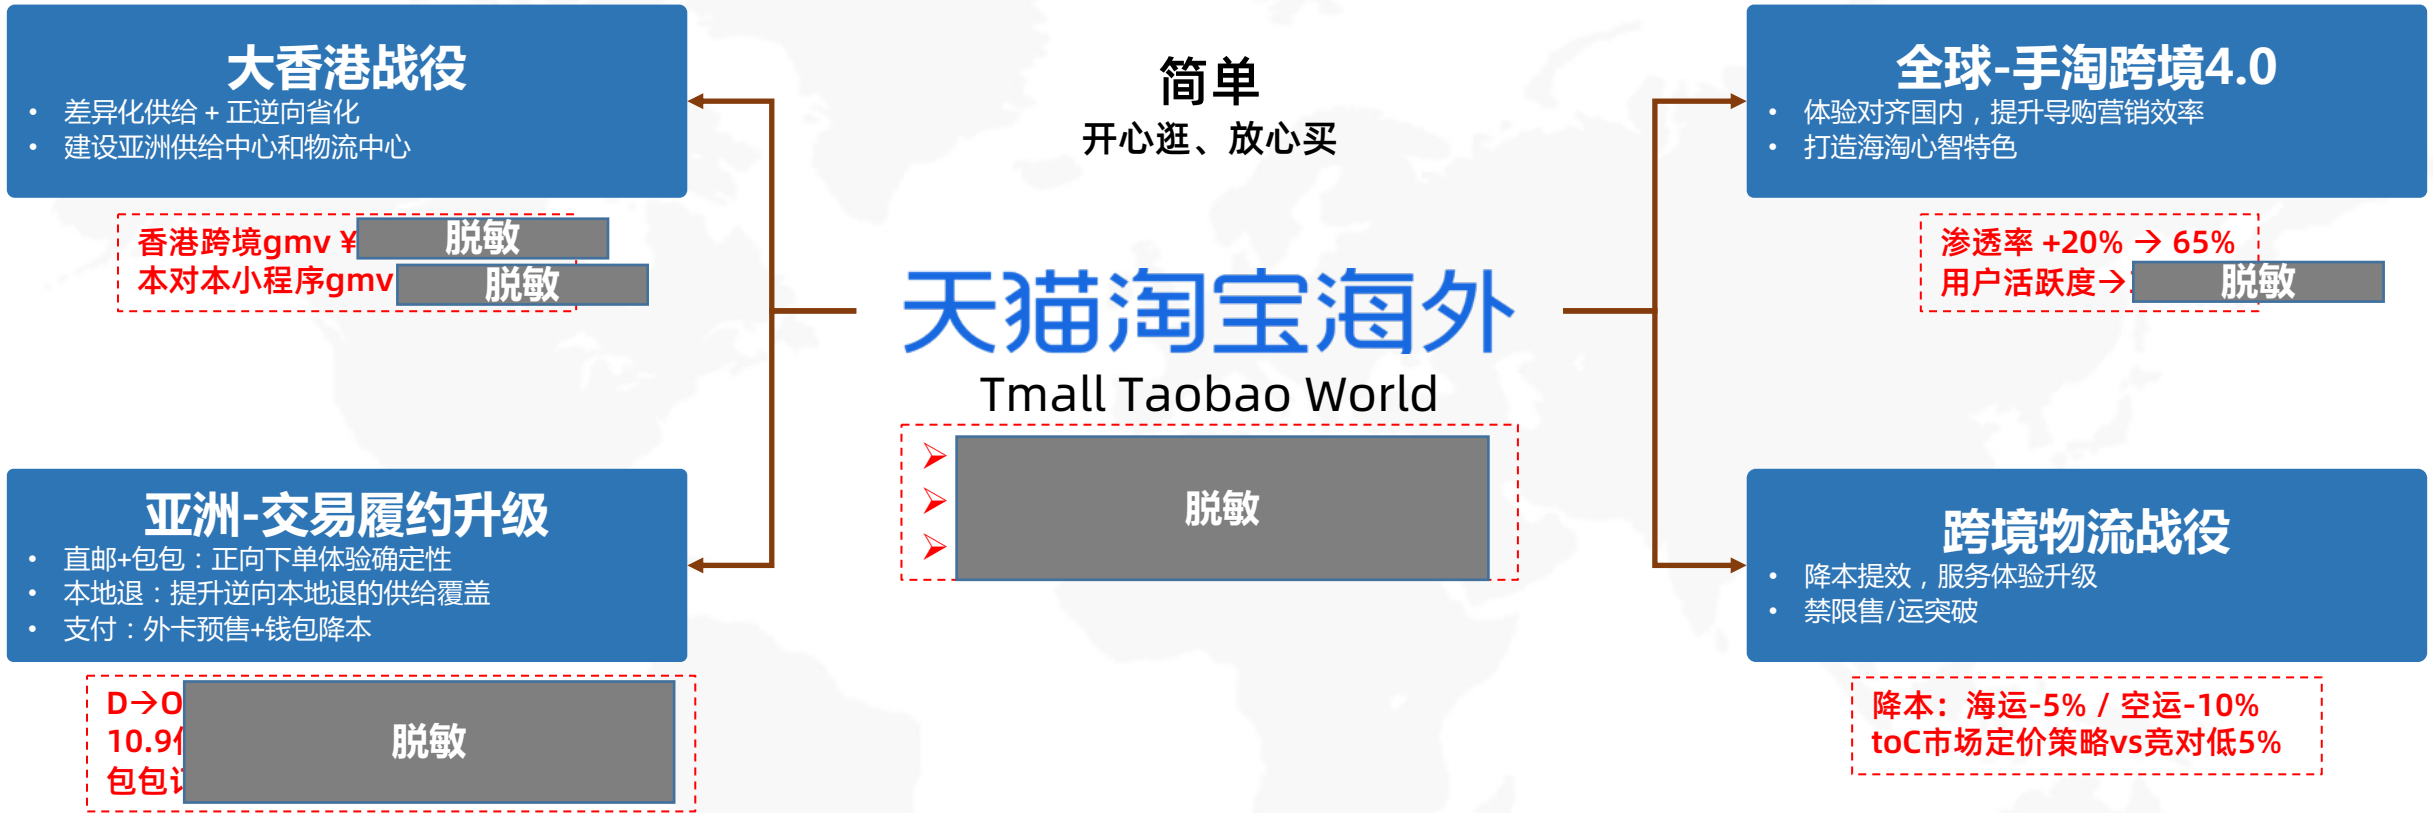 大香港战役
• 差异化供给 + 正逆向省化
• 建设亚洲供给中心和物流中心
香港跨境gmv ¥ 脱敏
本对本小程序gmv 脱敏
亚洲-交易履约升级
• 直邮+包包：正向下单体验确定性
• 本地退：提升逆向本地退的供给覆盖
• 支付：外卡预售+钱包降本
D→O
10.9
包包
脱敏
简单
开心逛、放心买
天猫淘宝海外
Tmall Taobao World
脱敏
全球-手淘跨境4.0
• 体验对齐国内，提升导购营销效率
• 打造海淘心智特色
渗透率 +20% → 65%
用户活跃度→ 脱敏
跨境物流战役
• 降本提效，服务体验升级
• 禁限售/运突破
降本：海运-5% / 空运-10%
toC市场定价策略vs竞对低5%